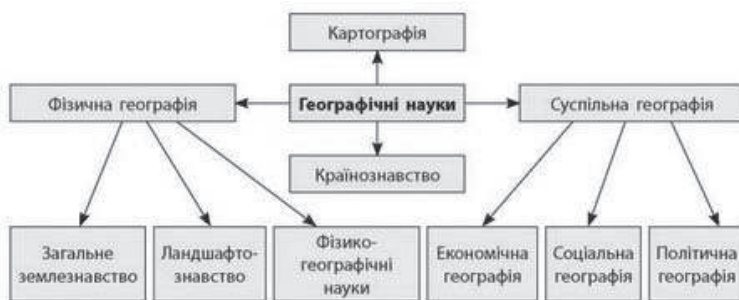 Картографія
Фізична географія
Географічні науки
Суспільна географія
Країнознавство
Загальне
землезнавство
Ландшафто-
знавство
Фізико-
географічні
науки
Економічна
географія
Соціальна
географія
Політична
географія